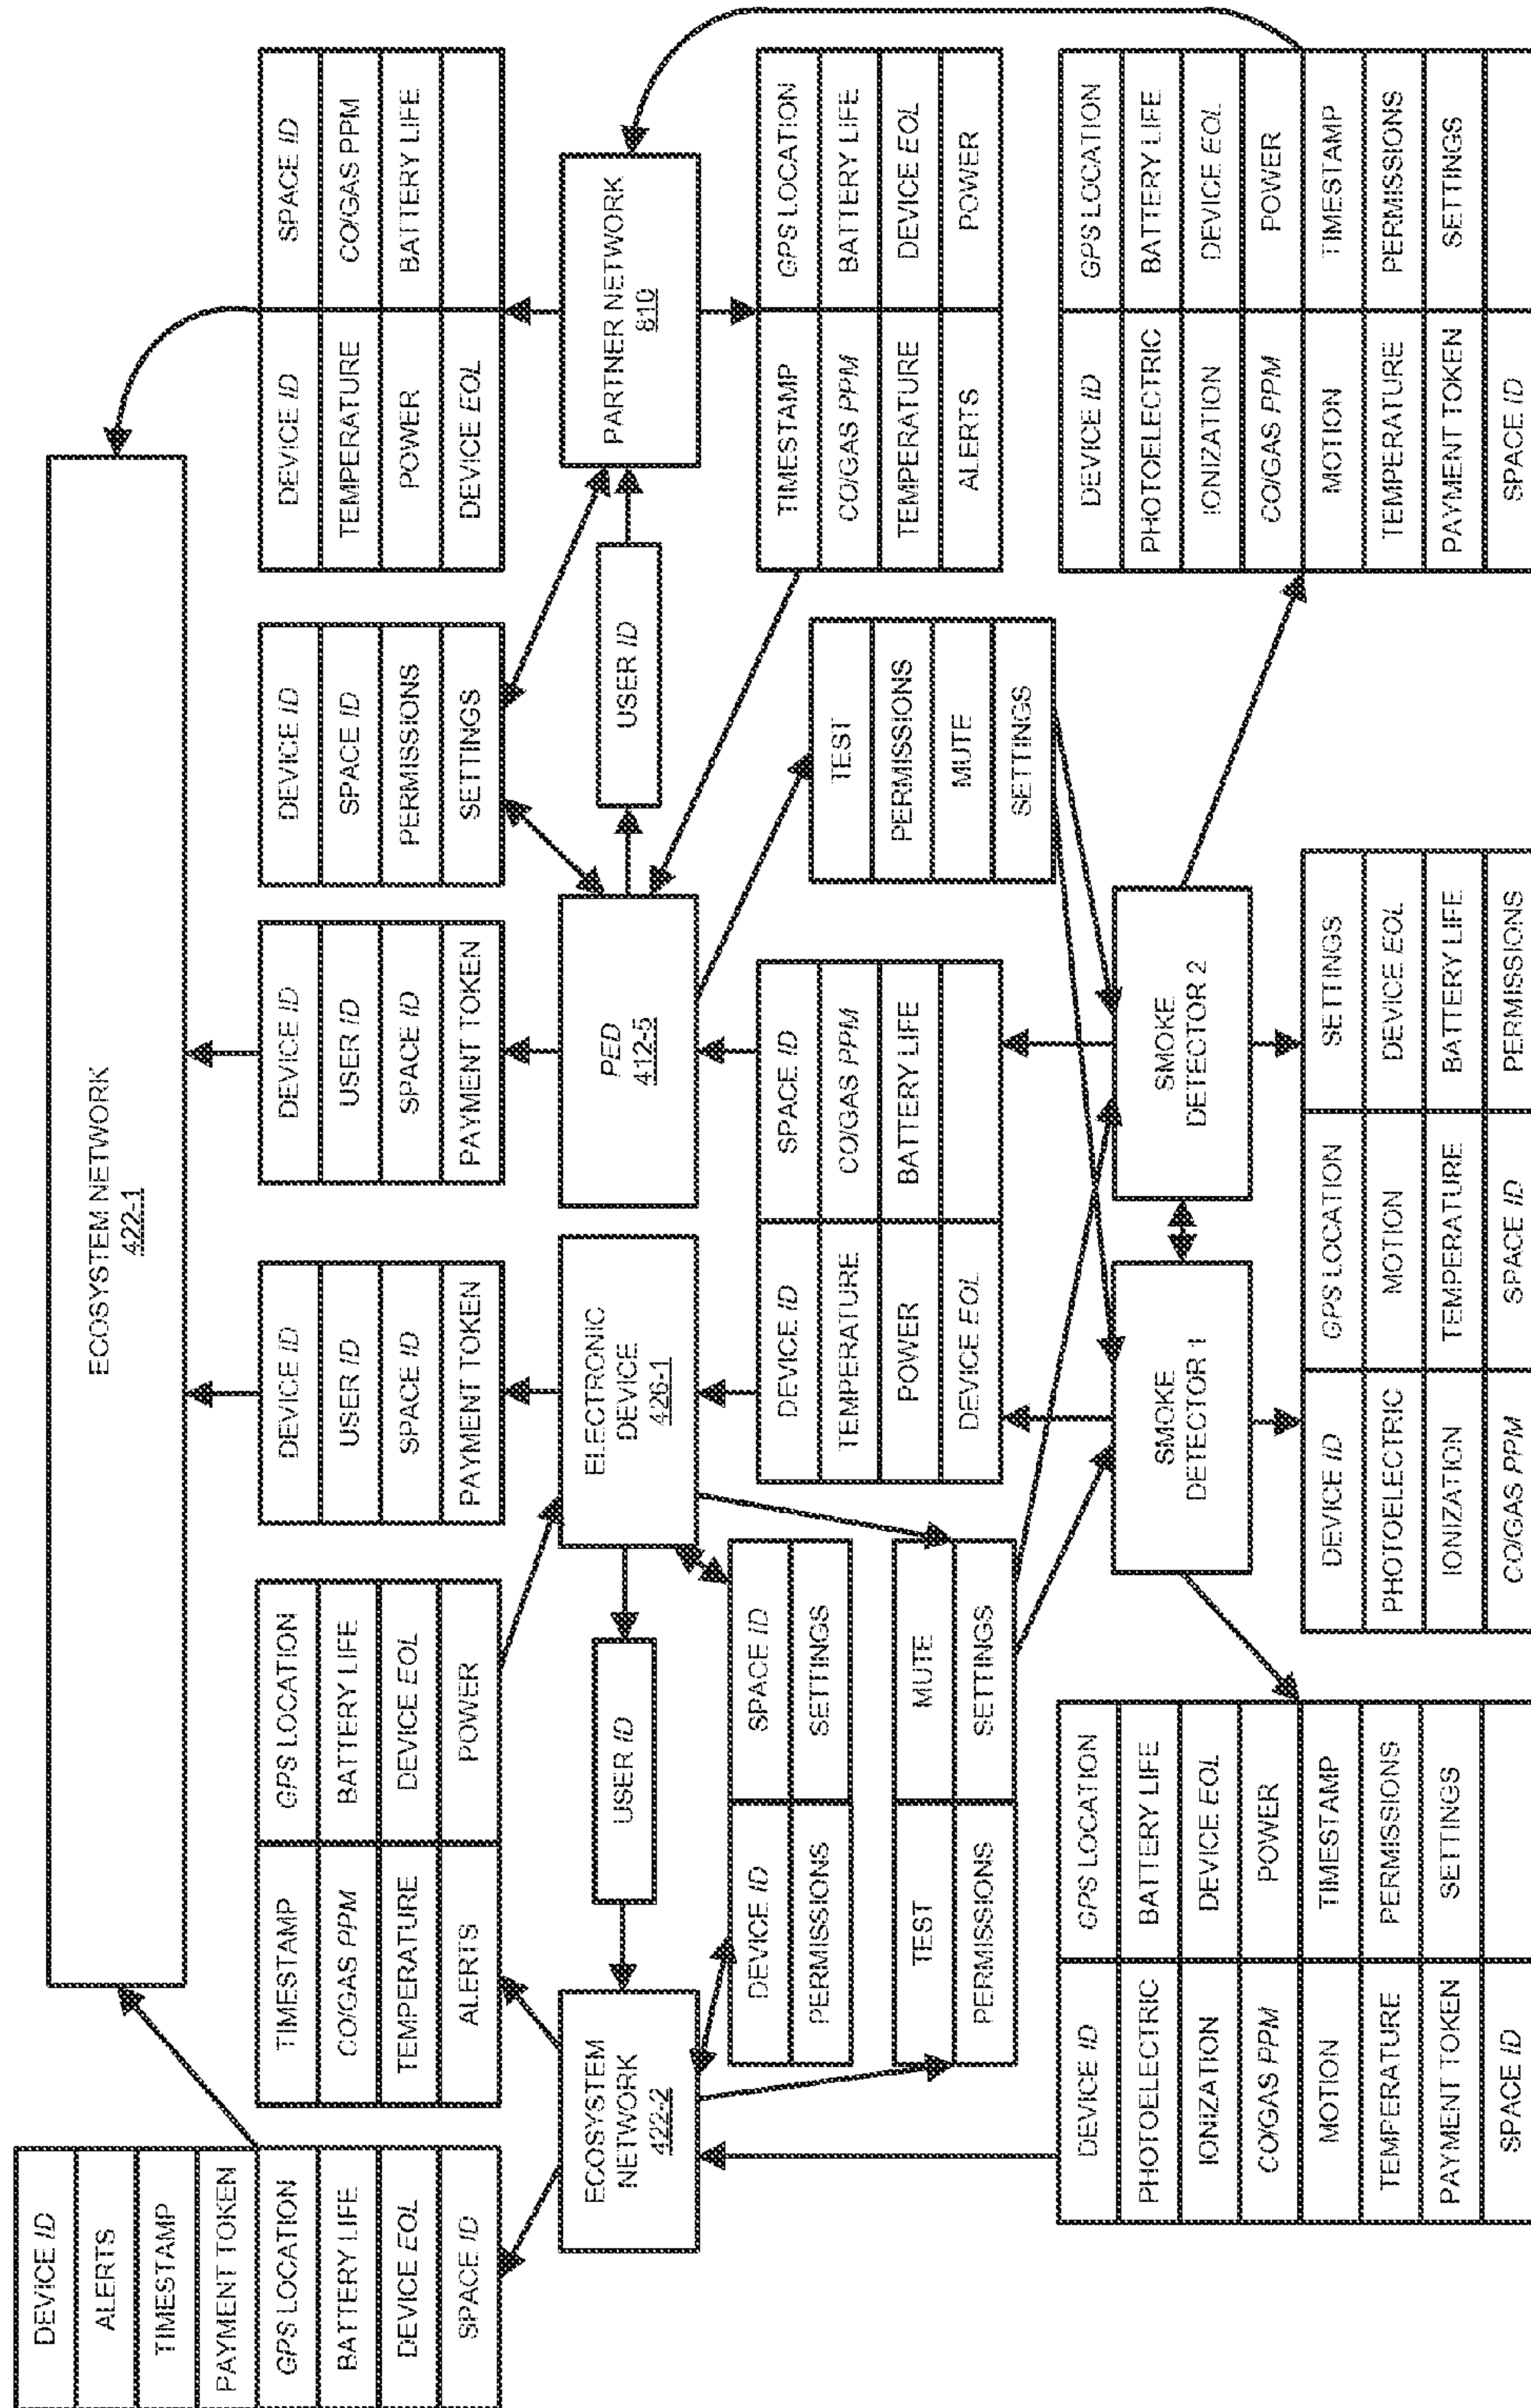 ECOSYSTEM NETWORK
422-1
DEVICE ID
ALERTS
TIMESTAMP
PAYMENT TOKEN
GPS LOCATION
BATTERY LIFE
DEVICE EOL
SPACE ID
TIMESTAMP GPS LOCATION
CO/GAS PPM BATTERY LIFE
TEMPERATURE DEVICE EOL
ALERTS POWER
DEVICE ID
USER ID
SPACE ID
PAYMENT TOKEN
DEVICE ID
USER ID
SPACE ID
PAYMENT TOKEN
DEVICE ID
SPACE ID
PERMISSIONS
SETTINGS
DEVICE ID SPACE ID
TEMPERATURE CO/GAS PPM
POWER BATTERY LIFE
DEVICE EOL
ECOSYSTEM
NETWORK
422-2
USER ID
ELECTRONIC
DEVICE
426-1
PED
412-5
USER ID
PARTNER NETWORK
810
DEVICE ID SPACE ID
PERMISSIONS SETTINGS
TEST MUTE
PERMISSIONS SETTINGS
DEVICE ID SPACE ID
TEMPERATURE CO/GAS PPM
POWER BATTERY LIFE
DEVICE EOL
TEST
PERMISSIONS
MUTE
SETTINGS
TIMESTAMP GPS LOCATION
CO/GAS PPM BATTERY LIFE
TEMPERATURE DEVICE EOL
ALERTS POWER
DEVICE ID GPS LOCATION
PHOTOELECTRIC BATTERY LIFE
IONIZATION DEVICE EOL
CO/GAS PPM POWER
MOTION TIMESTAMP
TEMPERATURE PERMISSIONS
PAYMENT TOKEN SETTINGS
SPACE ID
SMOKE
DETECTOR 1
SMOKE
DETECTOR 2
DEVICE ID GPS LOCATION SETTINGS
PHOTOELECTRIC MOTION DEVICE EOL
IONIZATION TEMPERATURE BATTERY LIFE
CO/GAS PPM SPACE ID PERMISSIONS
DEVICE ID GPS LOCATION
PHOTOELECTRIC BATTERY LIFE
IONIZATION DEVICE EOL
CO/GAS PPM POWER
MOTION TIMESTAMP
TEMPERATURE PERMISSIONS
PAYMENT TOKEN SETTINGS
SPACE ID